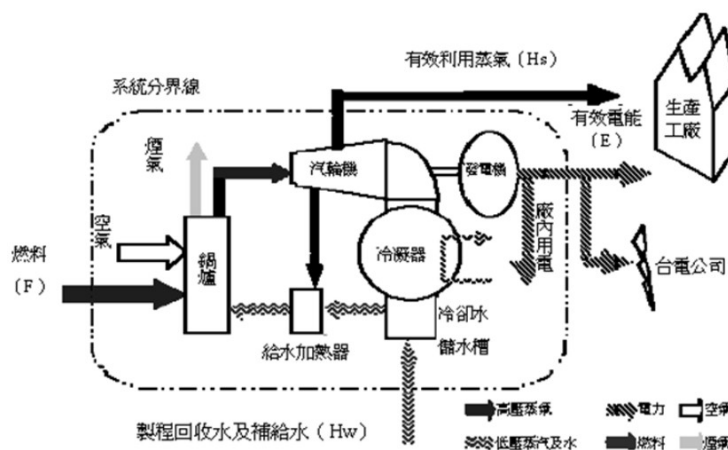 有效利用蒸氣(Hs)
系統分界線
生產
工廠
有效電能
(E)
煙氣
汽輪機
發電機
空氣
燃料
(F)
鍋爐
冷凝器
廠內用電
台電公司
冷卻水
給水加熱器
儲水槽
製程回收水及補給水(Hw)
高壓蒸氣
電力
空氣
低壓蒸汽及水
燃料
煙氣